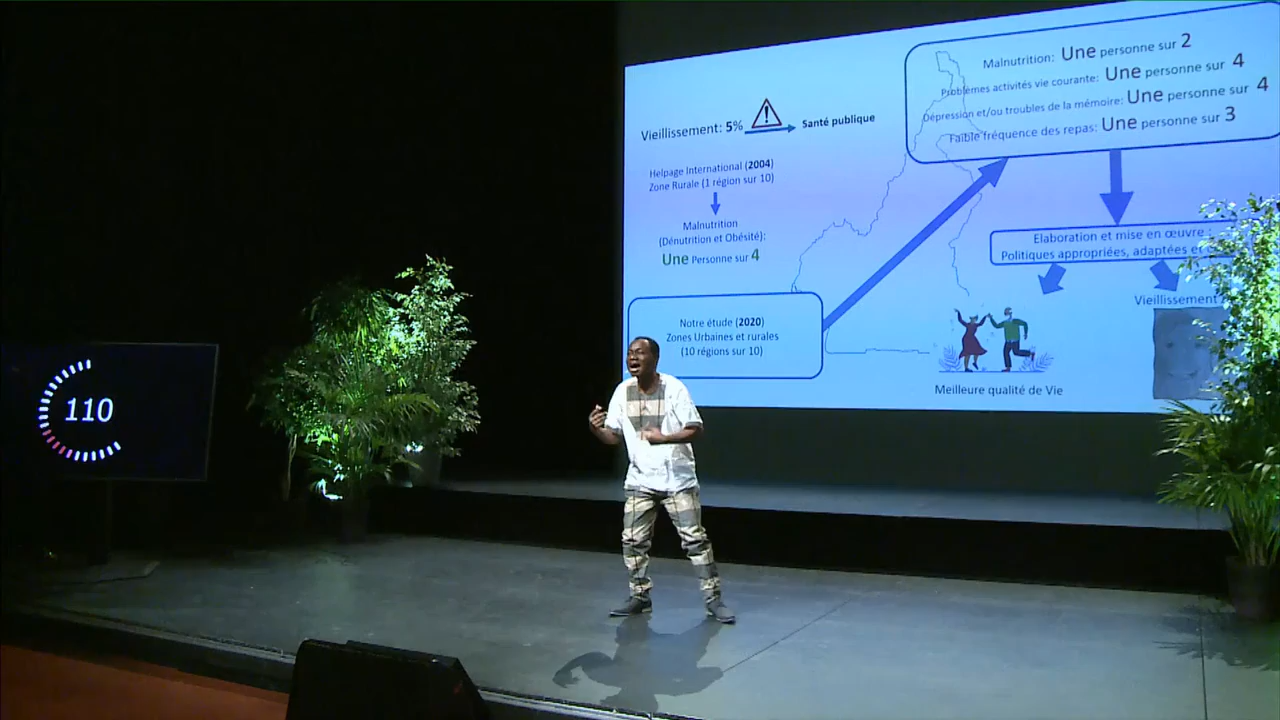 110
Vieillissement: 5%
Santé publique
Helpage International (2004)
Zone Rurale (1 région sur 10)
Malnutrition
(Dénutrition et Obésité):
Une Personne sur 4
Notre étude (2020)
Zones Urbaines et rurales
(10 régions sur 10)
Malnutrition: Une personne sur 2
Problèmes activités vie courante: Une personne sur 4
Dépression et/ou troubles de la mémoire: Une personne sur 4
Faible fréquence des repas: Une personne sur 3
Elaboration et mise en œuvre :
Politiques appropriées, adaptées et
Meilleure qualité de Vie
Vieillissement